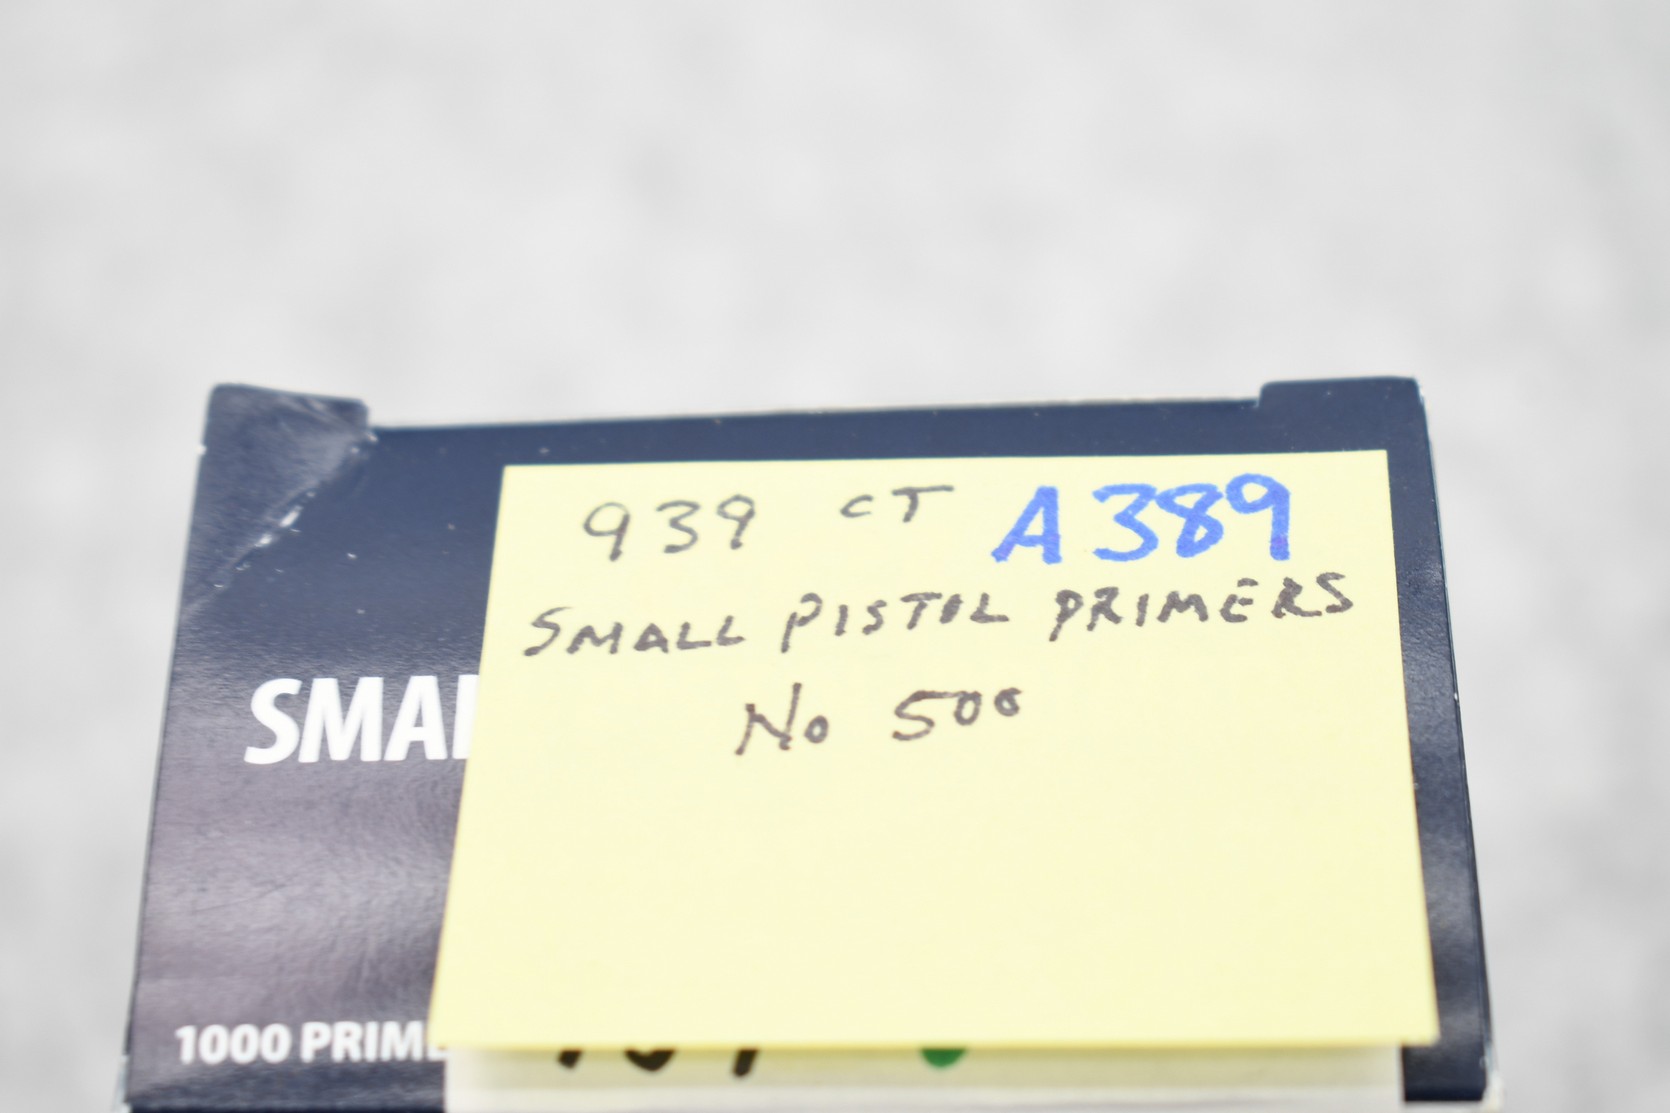 939 CT A389
SMALL PISTOL PRIMERS
No 500
SMAL
1000 PRIME